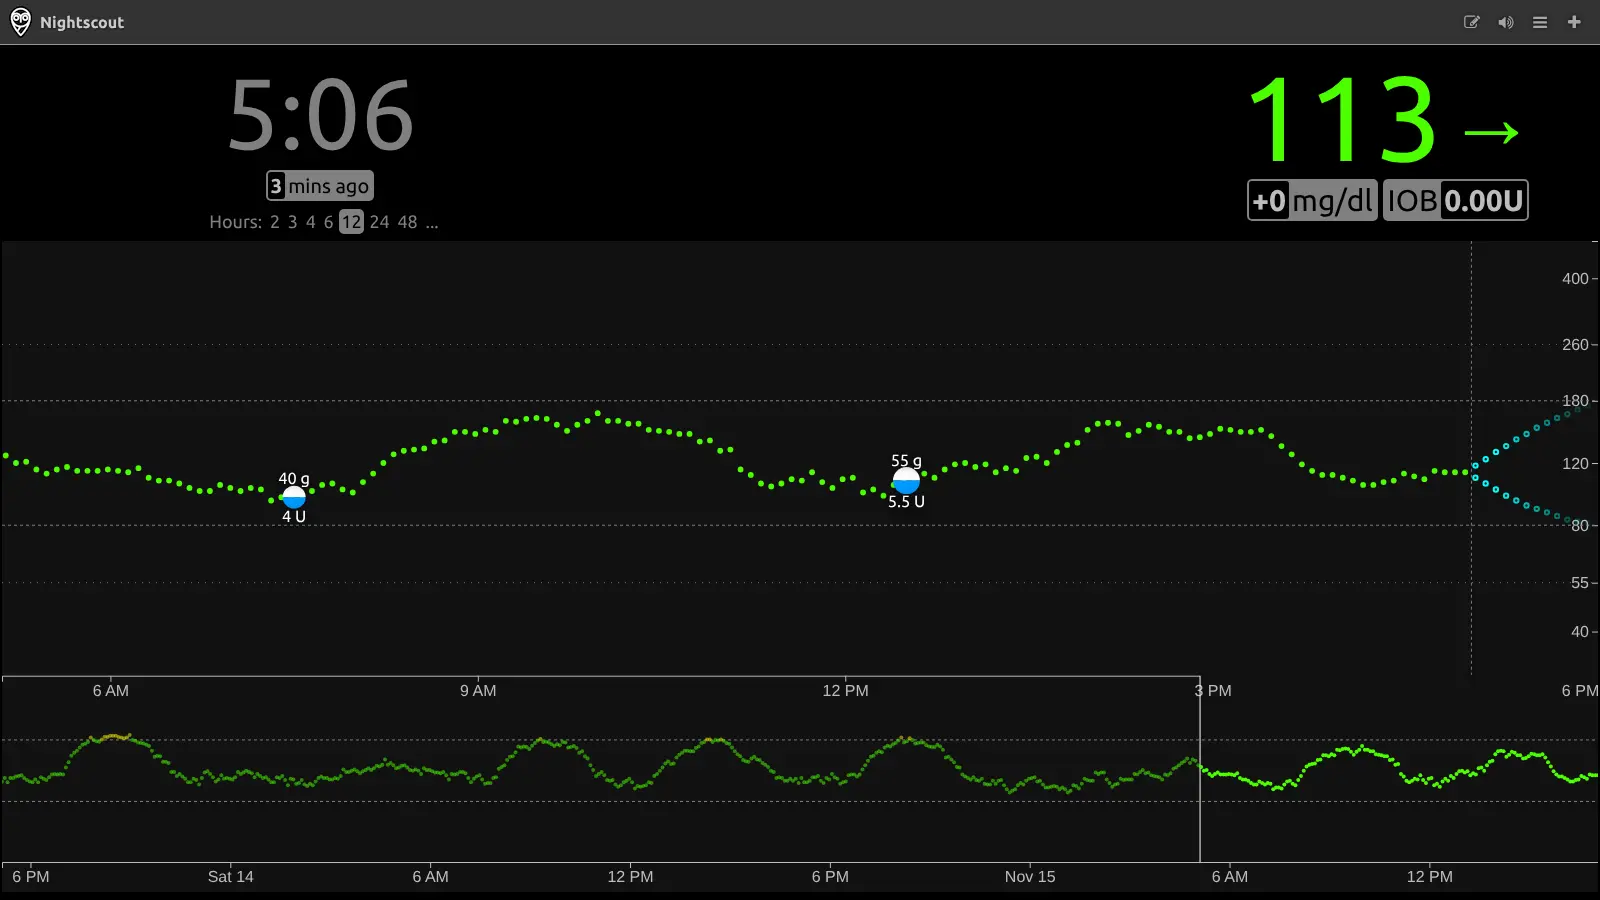 Nightscout
5:06
3 mins ago
Hours: 2 3 4 6 12 24 48 ...
113→
+0 mg/dl IOB 0.00U
400
260
180
120
80
55
40
40 g
4 U
55 g
5.5 U
6 AM 9 AM 12 PM 3 PM 6 PM
6 PM Sat 14 6 AM 12 PM 6 PM Nov 15 6 AM 12 PM